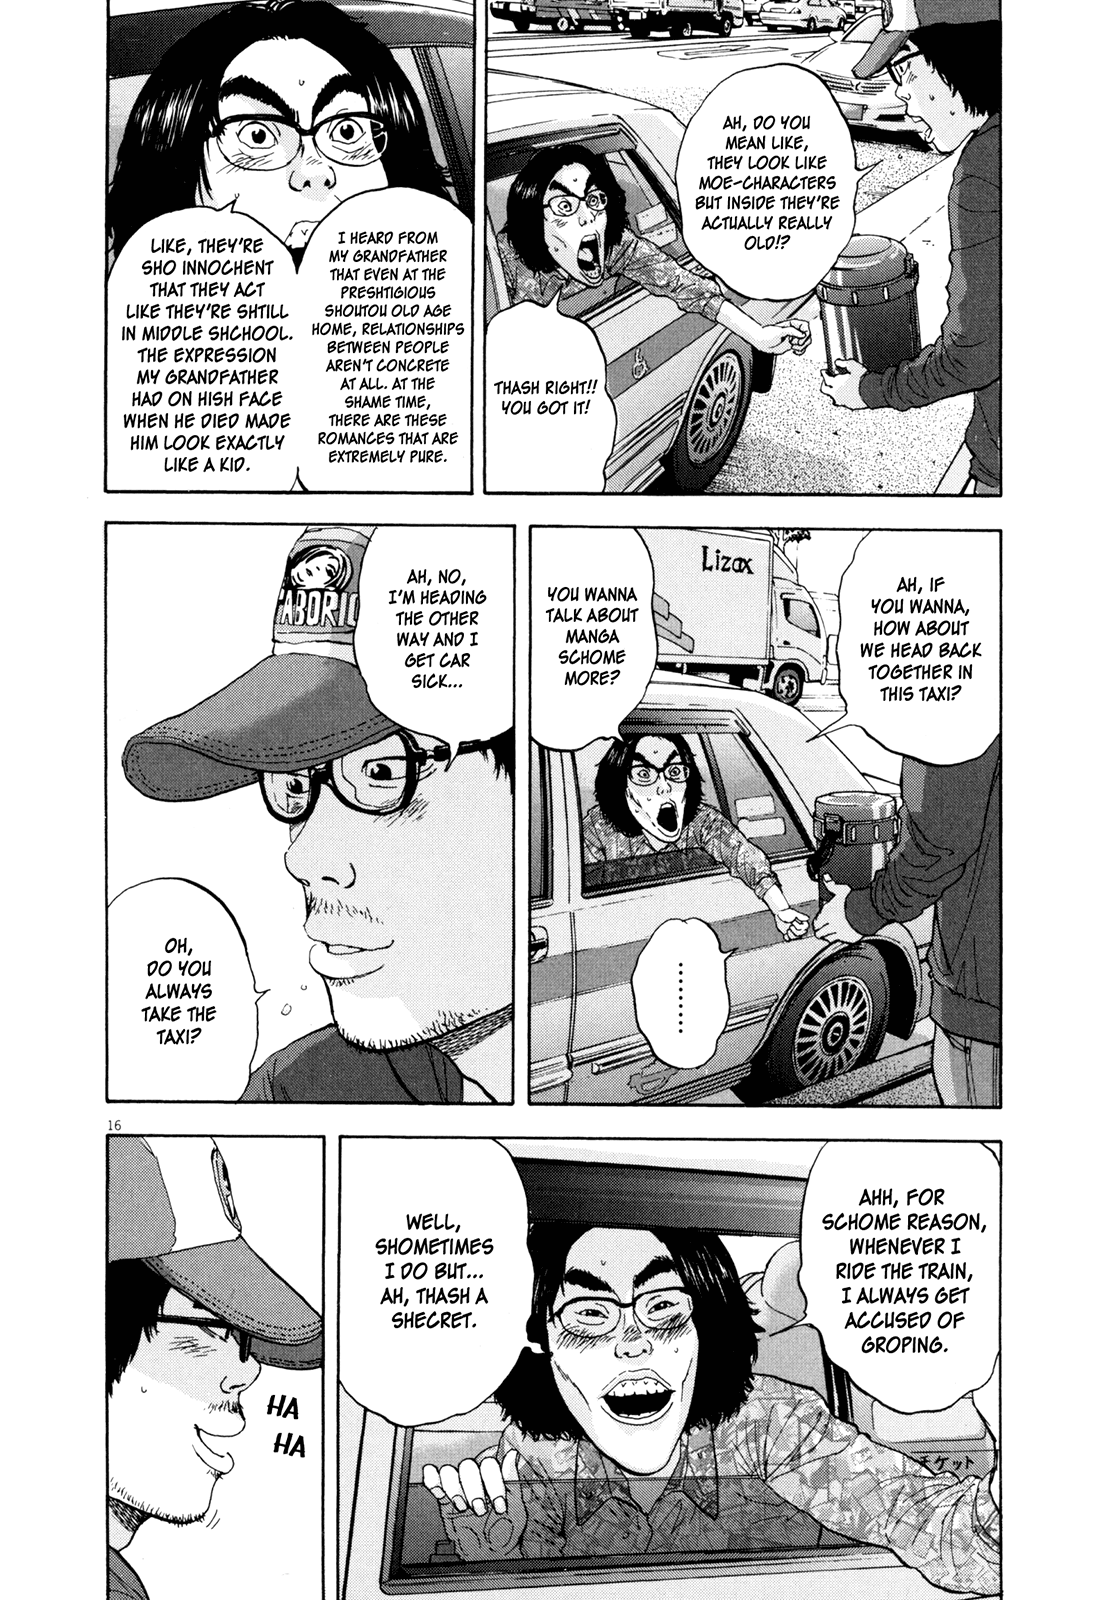 AH, DO YOU
MEAN LIKE,
THEY LOOK LIKE
MOE-CHARACTERS
BUT INSIDE THEY'RE
ACTUALLY REALLY
OLD!?
THASH RIGHT!!
YOU GOT IT!
I HEARD FROM
MY GRANDFATHER
THAT EVEN AT THE
PRESHTIGIOUS
SHOUTOU OLD AGE
HOME, RELATIONSHIPS
BETWEEN PEOPLE
AREN'T CONCRETE
AT ALL. AT THE
SHAME TIME,
THERE ARE THESE
ROMANCES THAT ARE
EXTREMELY PURE.
LIKE, THEY'RE
SHO INNOCHENT
THAT THEY ACT
LIKE THEY'RE SHTILL
IN MIDDLE SHCHOOL.
THE EXPRESSION
MY GRANDFATHER
HAD ON HISH FACE
WHEN HE DIED MADE
HIM LOOK EXACTLY
LIKE A KID.
Lizax
AH, IF
YOU WANNA,
HOW ABOUT
WE HEAD BACK
TOGETHER IN
THIS TAXI?
YOU WANNA
TALK ABOUT
MANGA
SCHOME
MORE?
........
TABORIC
AH, NO,
I'M HEADING
THE OTHER
WAY AND I
GET CAR
SICK...
OH,
DO YOU
ALWAYS
TAKE THE
TAXI?
16
AHH, FOR
SCHOME REASON,
WHENEVER I
RIDE THE TRAIN,
I ALWAYS GET
ACCUSED OF
GROPING.
WELL,
SHOMETIMES
I DO BUT...
AH, THASH A
SHECRET.
チケット
HA
HA